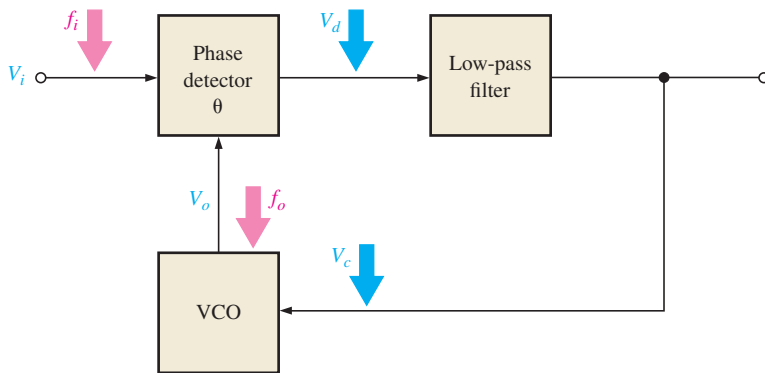 f_i
V_i
Phase
detector
θ
V_d
Low-pass
filter
V_o
f_o
V_c
VCO